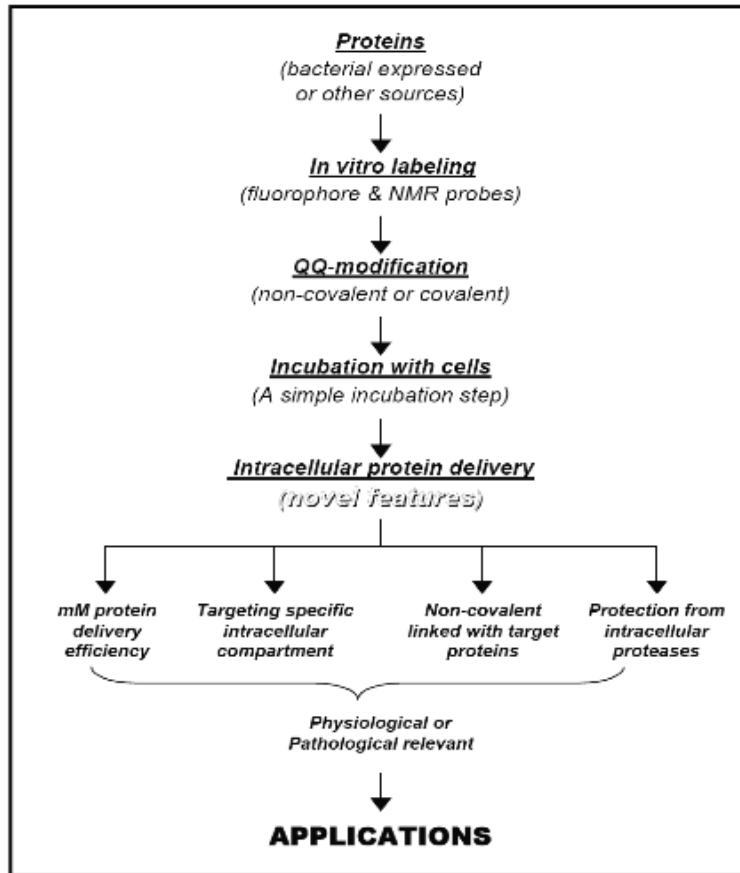 Proteins
(bacterial expressed
or other sources)
In vitro labeling
(fluorophore & NMR probes)
QQ-modification
(non-covalent or covalent)
Incubation with cells
(A simple incubation step)
Intracellular protein delivery
(novel features)
mM protein
delivery
efficiency
Targeting specific
intracellular
compartment
Non-covalent
linked with target
proteins
Protection from
intracellular
proteases
Physiological or
Pathological relevant
APPLICATIONS